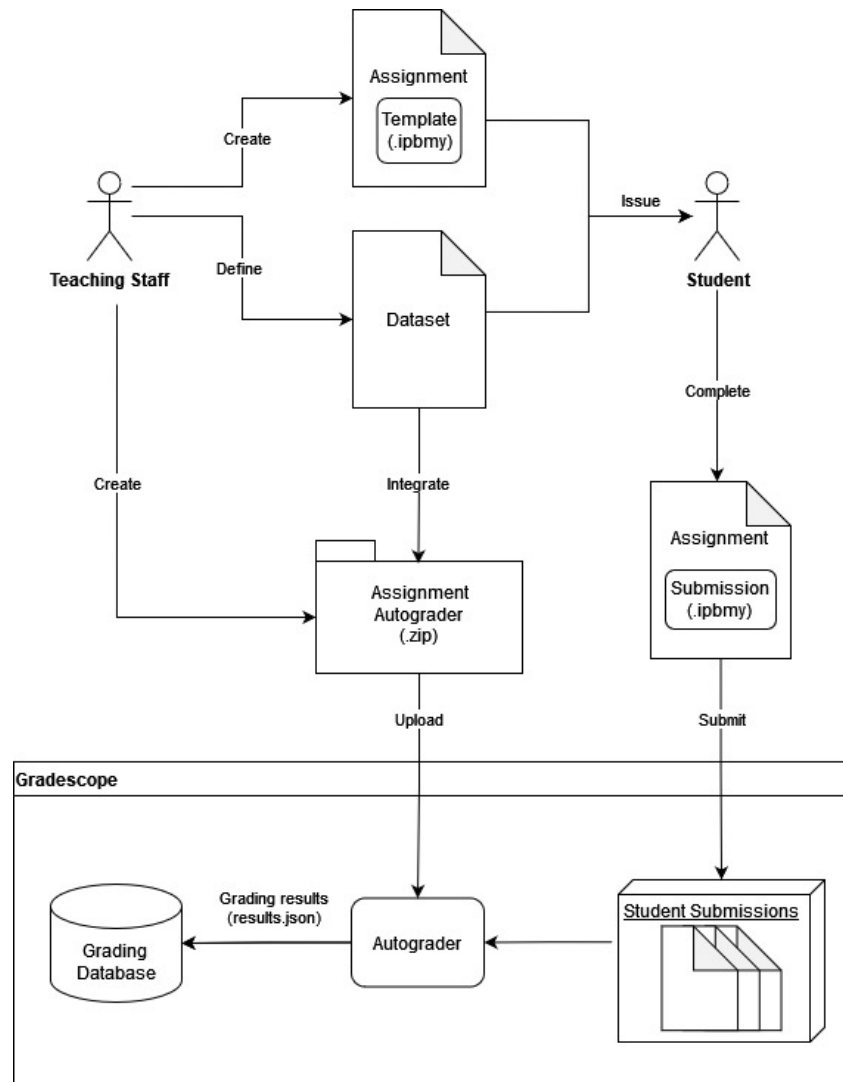 Assignment
Template
(.ipbmy)
Create
Issue
Teaching Staff
Define
Student
Dataset
Complete
Create
Integrate
Assignment
Submission
(.ipbmy)
Assignment
Autograder
(.zip)
Upload
Submit
Gradescope
Grading results
(results.json)
Student Submissions
Autograder
Grading
Database